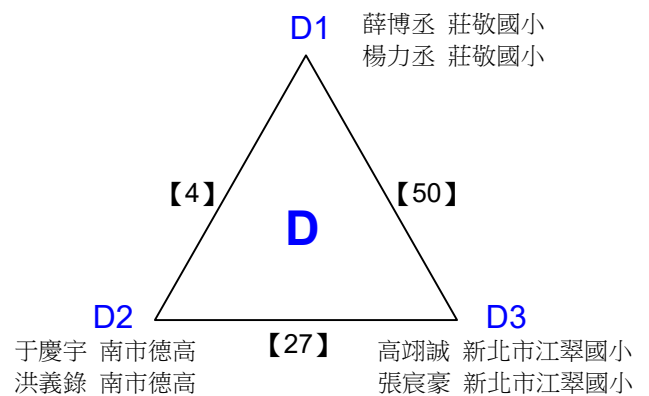 D1
薛博丞 莊敬國小
楊力丞 莊敬國小
【4】
【50】
D
D2
D3
于慶宇 南市德高
洪義錄 南市德高
【27】
高翊誠 新北市江翠國小
張宸豪 新北市江翠國小